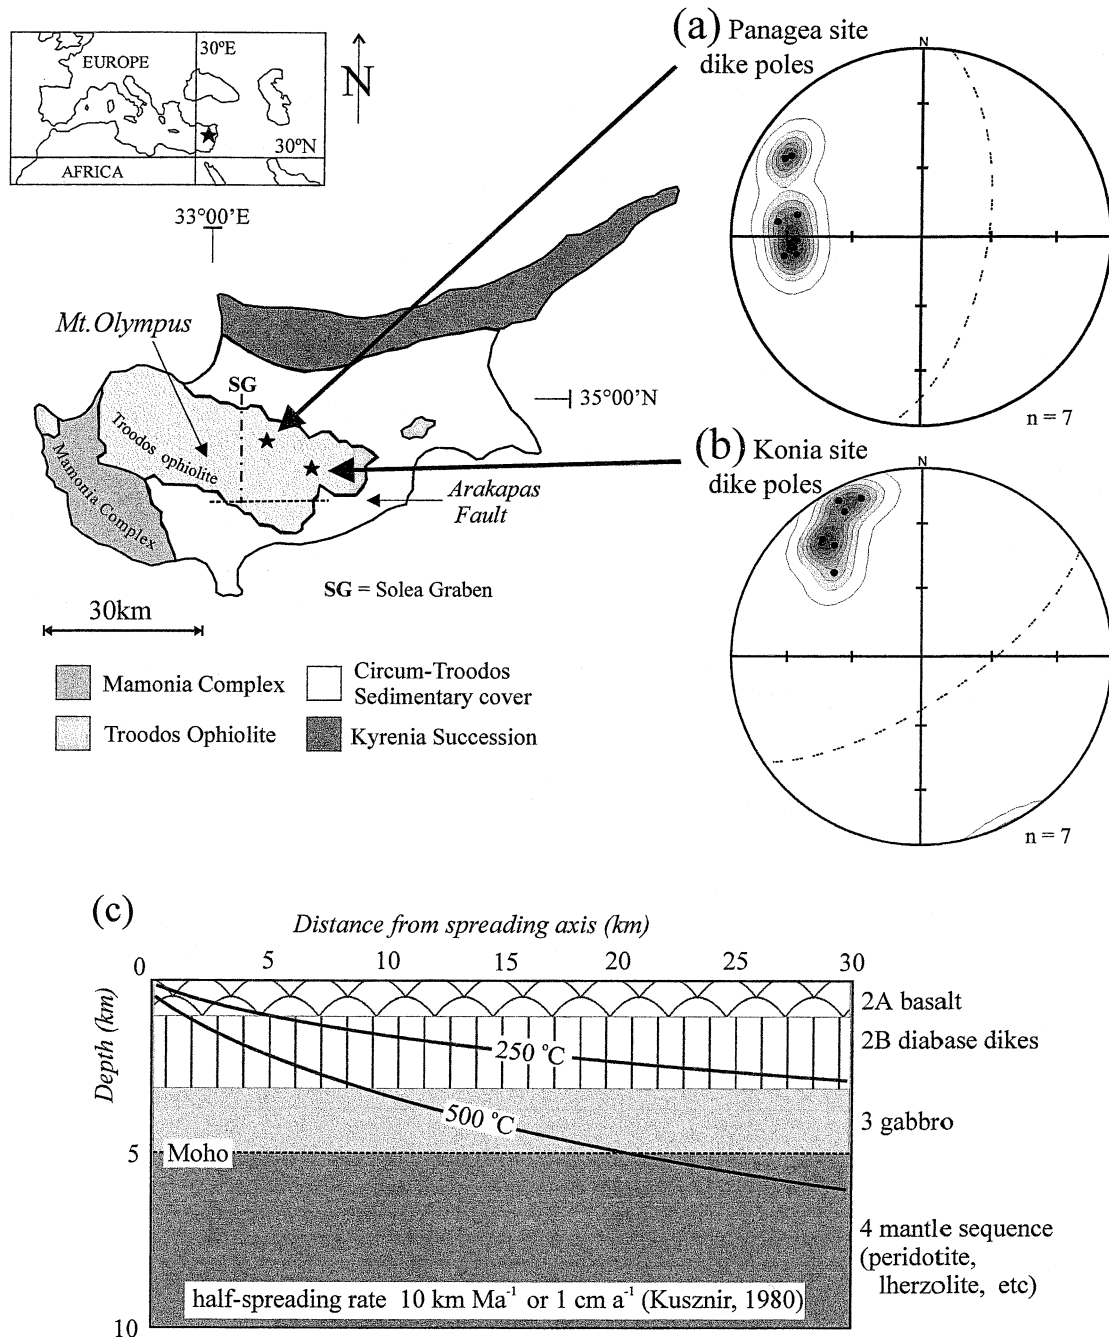 (a) Panagea site
dike poles
30ºE
EUROPE
N
30ºN
AFRICA
33°00'E
N
n = 7
Mt.Olympus
SG
35°00'N
Troodos ophiolite
Mamonia Complex
Arakapas
Fault
(b) Konia site
dike poles
N
n = 7
SG = Solea Graben
30km
Mamonia Complex
Circum-Troodos
Sedimentary cover
Troodos Ophiolite
Kyrenia Succession
(c)
Distance from spreading axis (km)
0 5 10 15 20 25 30
Depth (km)
2A basalt
2B diabase dikes
250 °C
500 °C
3 gabbro
5
Moho
4 mantle sequence
(peridotite,
lherzolite, etc)
half-spreading rate 10 km Ma⁻¹ or 1 cm a⁻¹ (Kusznir, 1980)
10